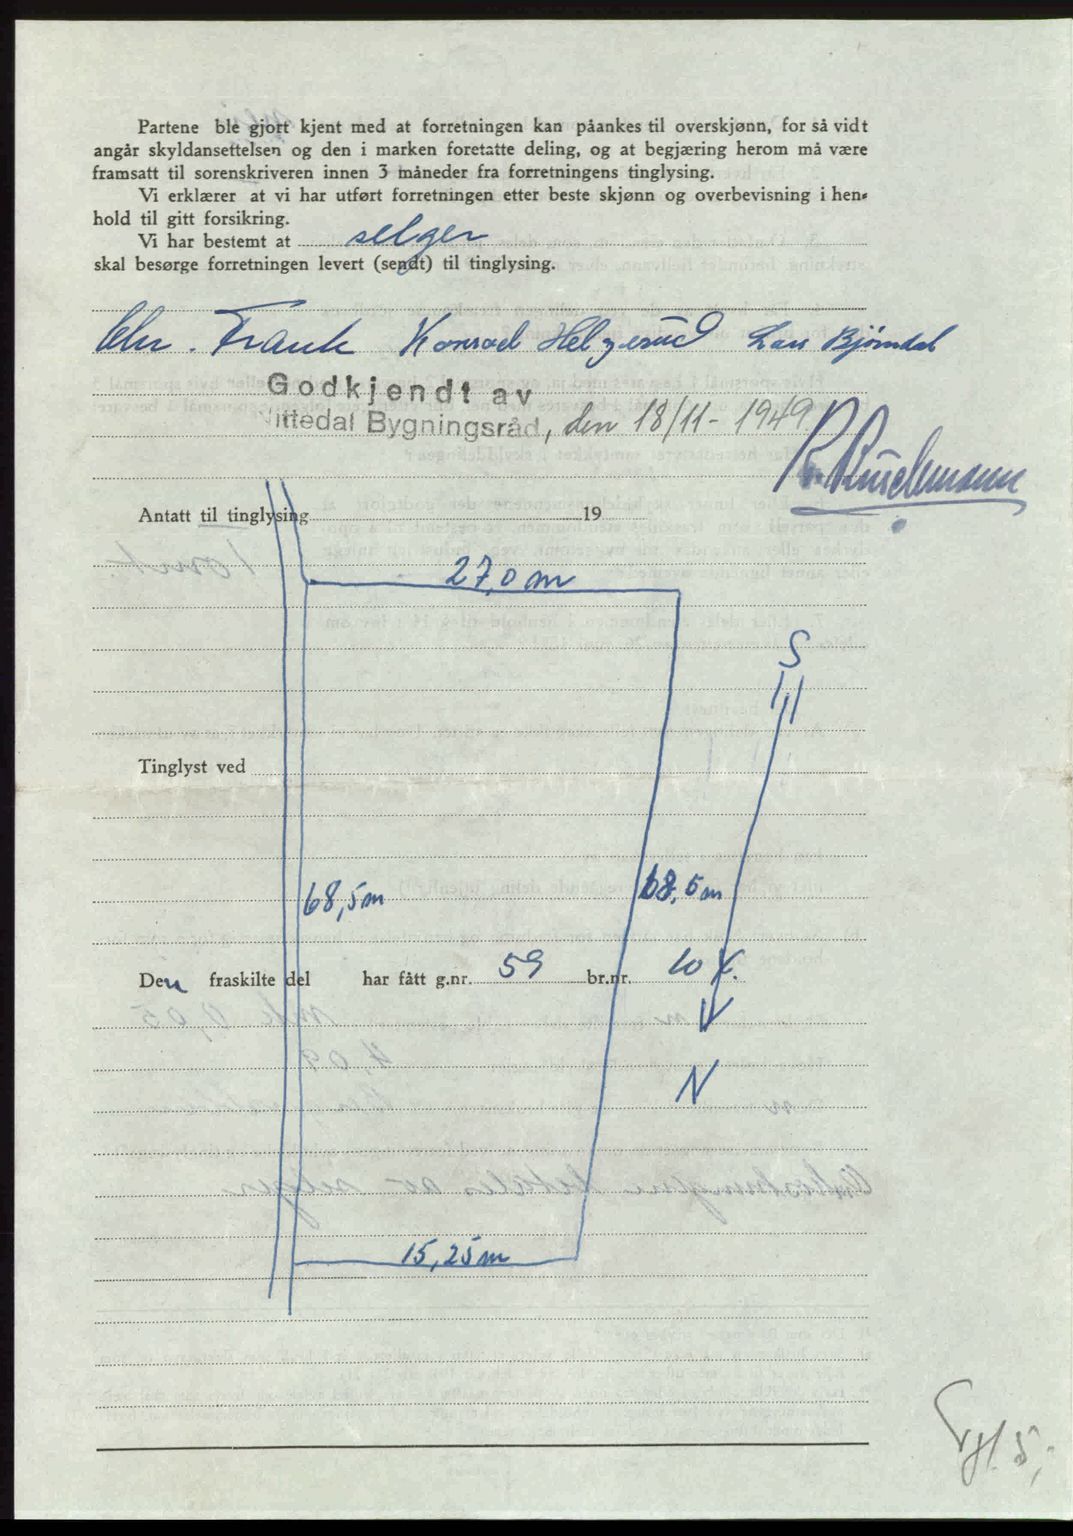 Partene ble gjort kjent med at forretningen kan påankes til overskjønn, for så vidt
angår skyldansettelsen og den i marken foretatte deling, og at begjæring herom må være
framsatt til sorenskriveren innen 3 måneder fra forretningens tinglysing.
Vi erklærer at vi har utført forretningen etter beste skjønn og overbevisning i hen-
hold til gitt forsikring.
Vi har bestemt at selger
skal besørge forretningen levert (sendt) til tinglysing.
Chr. Frank Konrad Helgerud Lars Bjørndal
Godkjendt av
Nittedal Bygningsråd, den 18/11- 1949
Antatt til tinglysing 19
27,0 m
S
Tinglyst ved
68,5m 68,5m
Den fraskilte del har fått g.nr. 59 br.nr.
N
15,25m